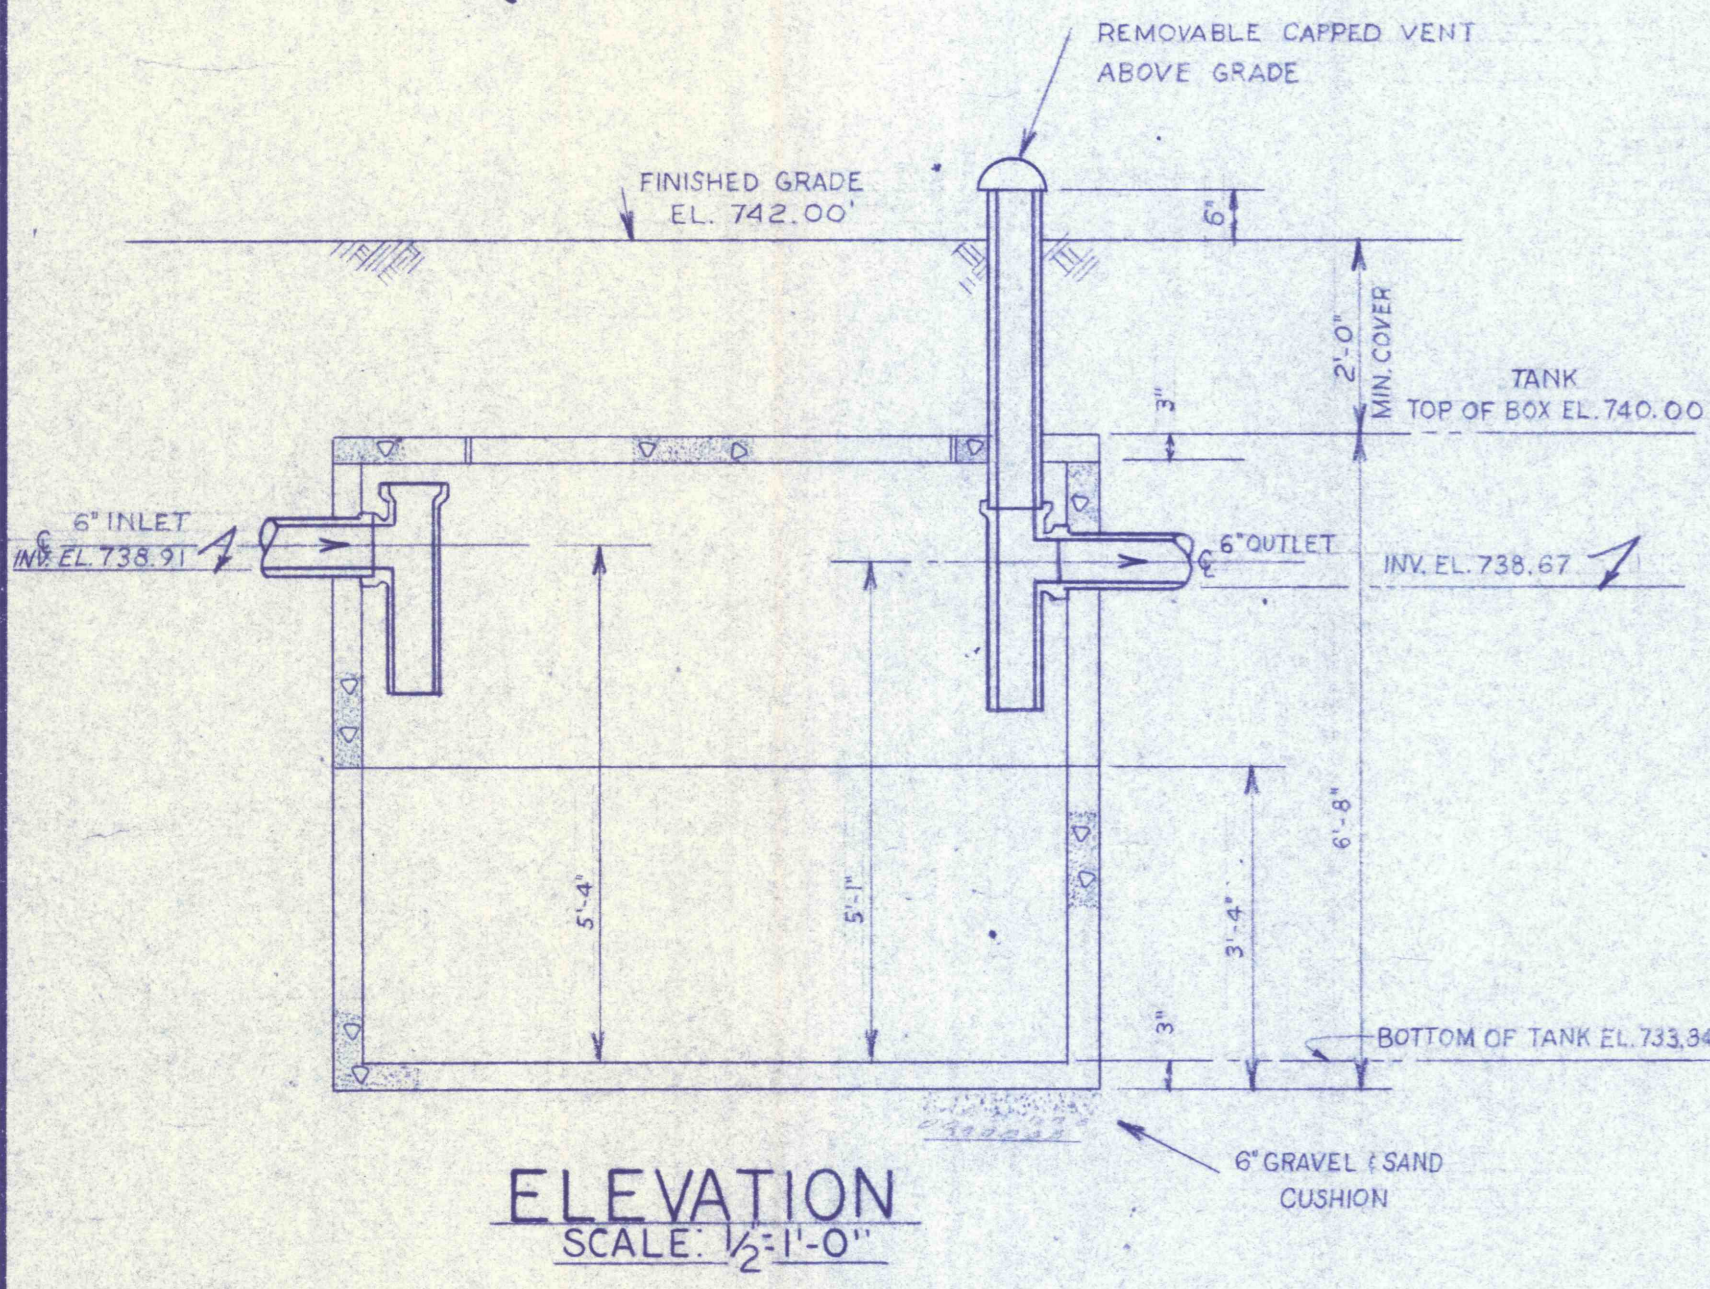 REMOVABLE CAPPED VENT
ABOVE GRADE
FINISHED GRADE
EL. 742.00'
6"
2'-0"
MIN. COVER
3"
TANK
TOP OF BOX EL. 740.00
℄ 6" INLET
INV. EL. 738.91
℄ 6" OUTLET
INV. EL. 738.67
5'-4"
5'-1"
6'-8"
3'-4"
3"
BOTTOM OF TANK EL. 733.34
6" GRAVEL & SAND
CUSHION
ELEVATION
SCALE: 1/2"=1'-0"